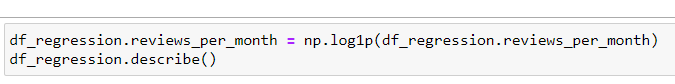 df_regression.reviews_per_month = np.log1p(df_regression.reviews_per_month)
df_regression.describe()